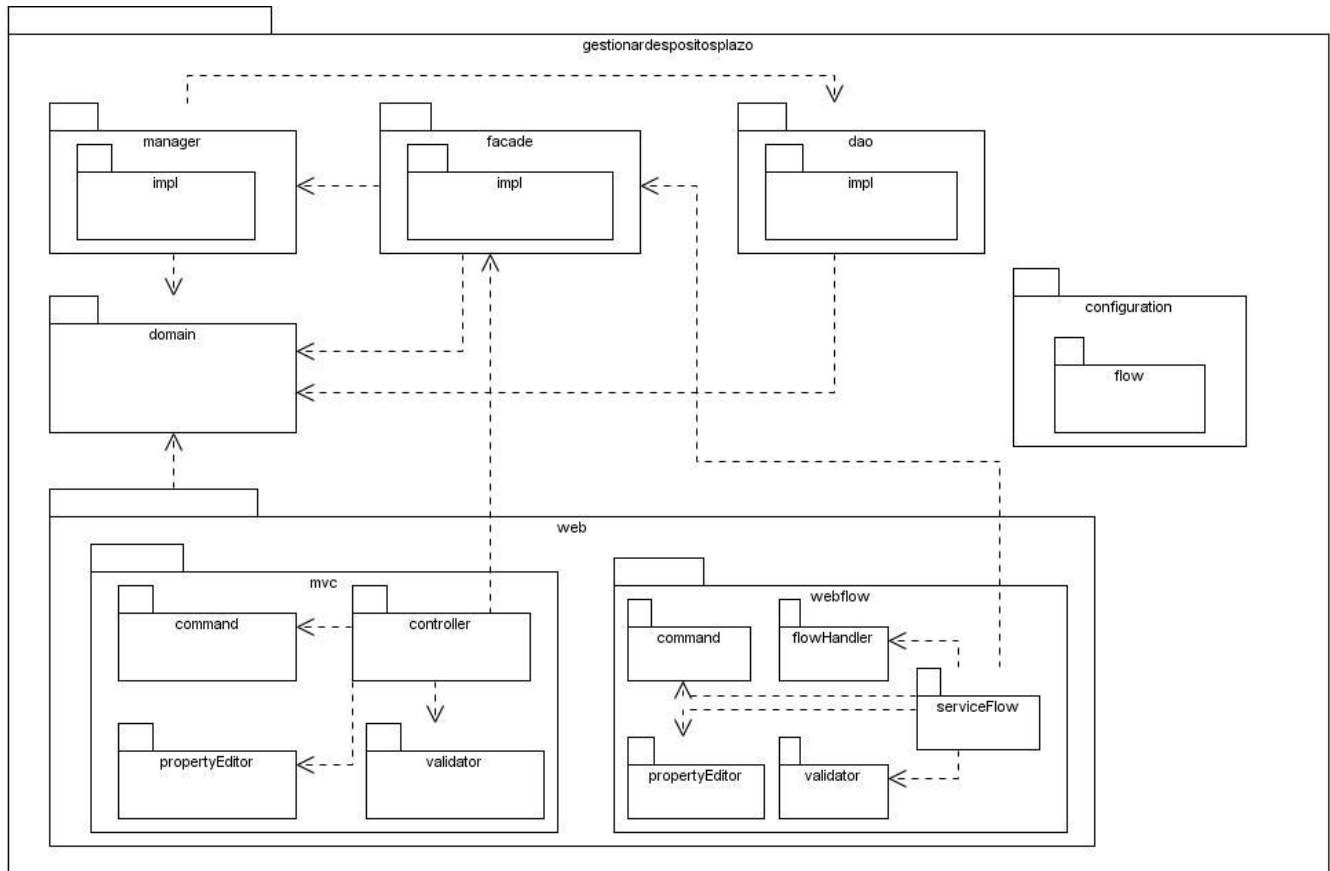 gestionardespositosplazo
manager
facade
dao
impl
impl
impl
domain
configuration
flow
web
mvc
webflow
command
controller
command
flowHandler
serviceFlow
propertyEditor
validator
propertyEditor
validator